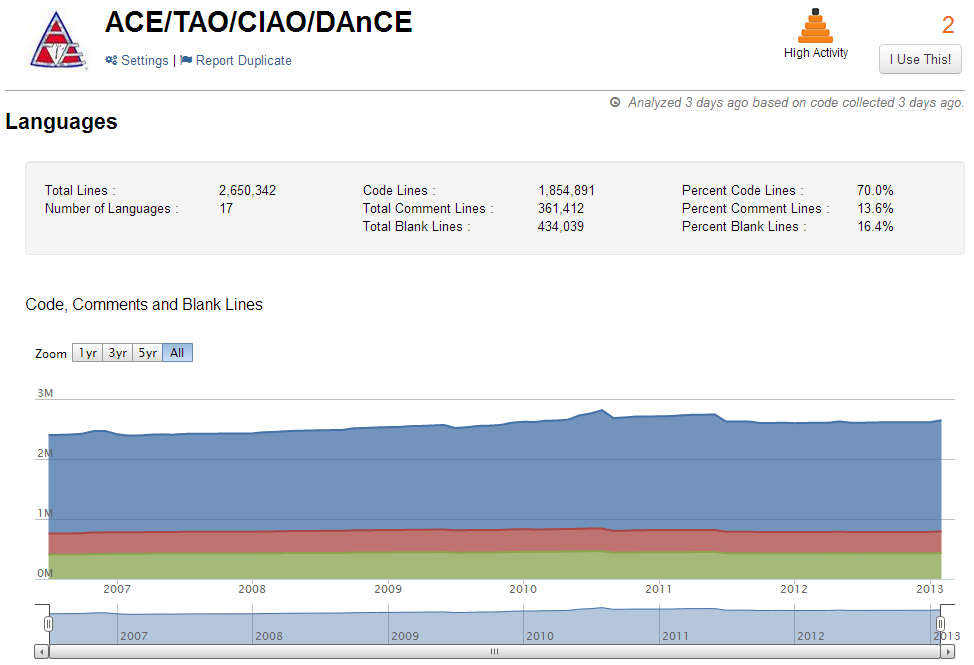 ACE/TAO/CIAO/DAnCE
Settings | Report Duplicate
High Activity
2
I Use This!
Analyzed 3 days ago based on code collected 3 days ago.
Languages
Total Lines : 2,650,342 Code Lines : 1,854,891 Percent Code Lines : 70.0%
Number of Languages : 17 Total Comment Lines : 361,412 Percent Comment Lines : 13.6%
Total Blank Lines : 434,039 Percent Blank Lines : 16.4%
Code, Comments and Blank Lines
Zoom 1yr 3yr 5yr All
3M
2M
1M
0M
2007 2008 2009 2010 2011 2012 2013
2007 2008 2009 2010 2011 2012 2013